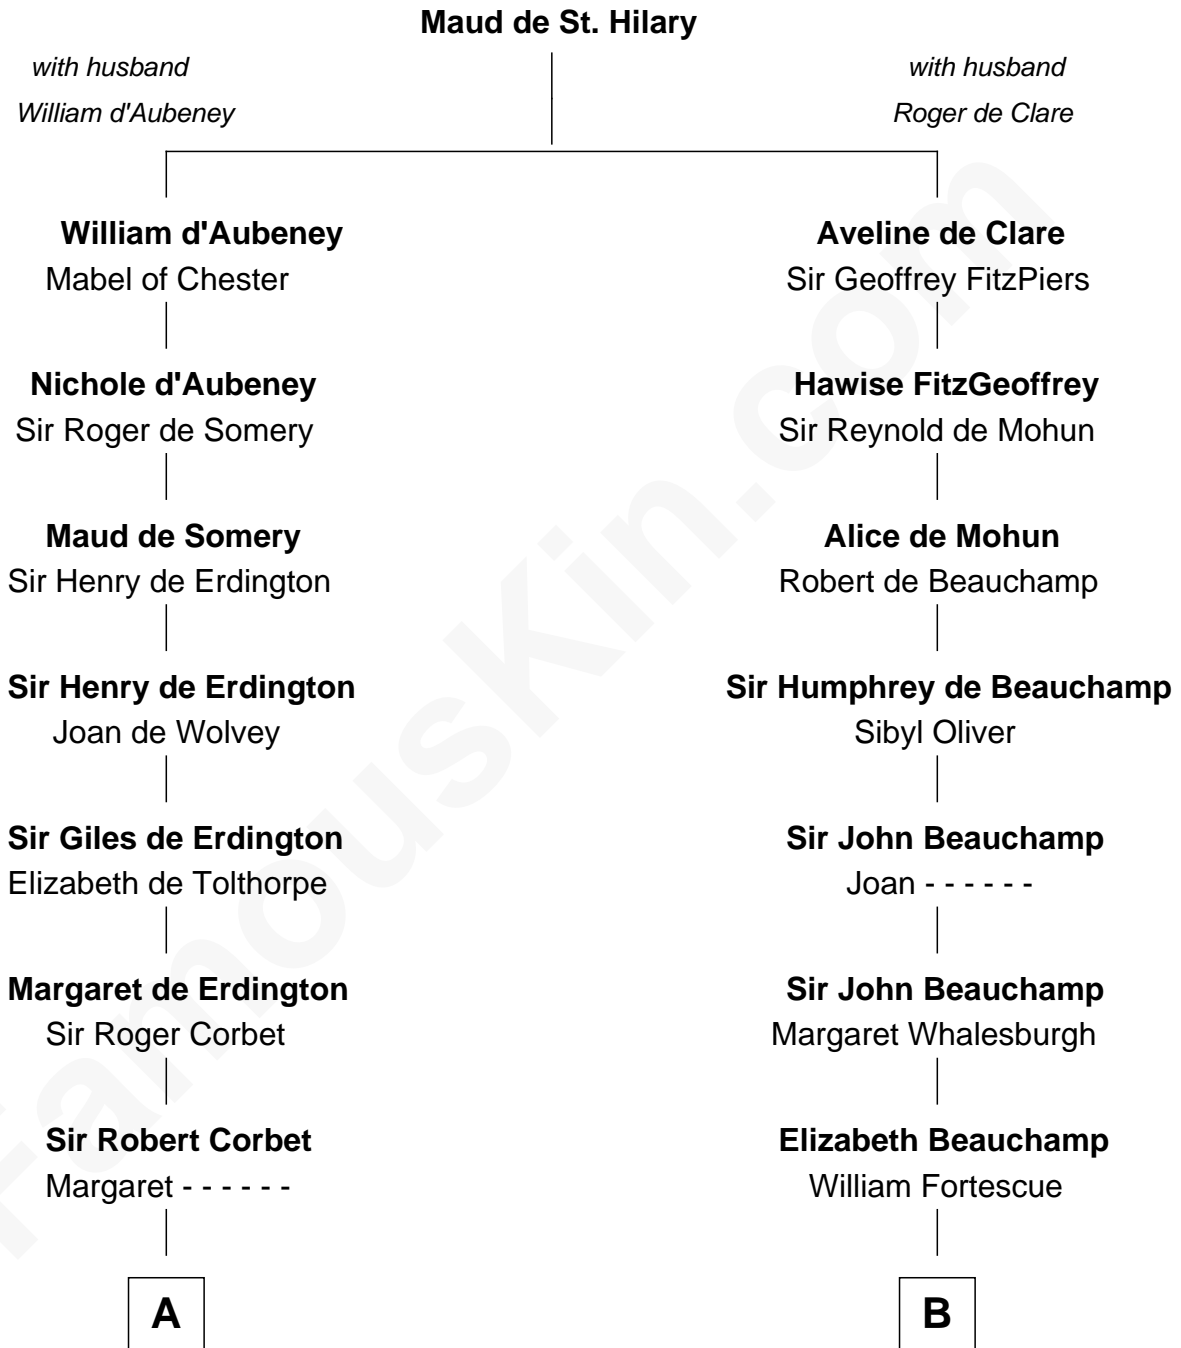 Maud de St. Hilary
with husband
William d'Aubeney
with husband
Roger de Clare
William d'Aubeney
Mabel of Chester
Aveline de Clare
Sir Geoffrey FitzPiers
Nichole d'Aubeney
Sir Roger de Somery
Hawise FitzGeoffrey
Sir Reynold de Mohun
Maud de Somery
Sir Henry de Erdington
Alice de Mohun
Robert de Beauchamp
Sir Henry de Erdington
Joan de Wolvey
Sir Humphrey de Beauchamp
Sibyl Oliver
Sir Giles de Erdington
Elizabeth de Tolthorpe
Sir John Beauchamp
Joan - - - - - -
Margaret de Erdington
Sir Roger Corbet
Sir John Beauchamp
Margaret Whalesburgh
Sir Robert Corbet
Margaret - - - - - -
Elizabeth Beauchamp
William Fortescue
A
B
FamousKin.com